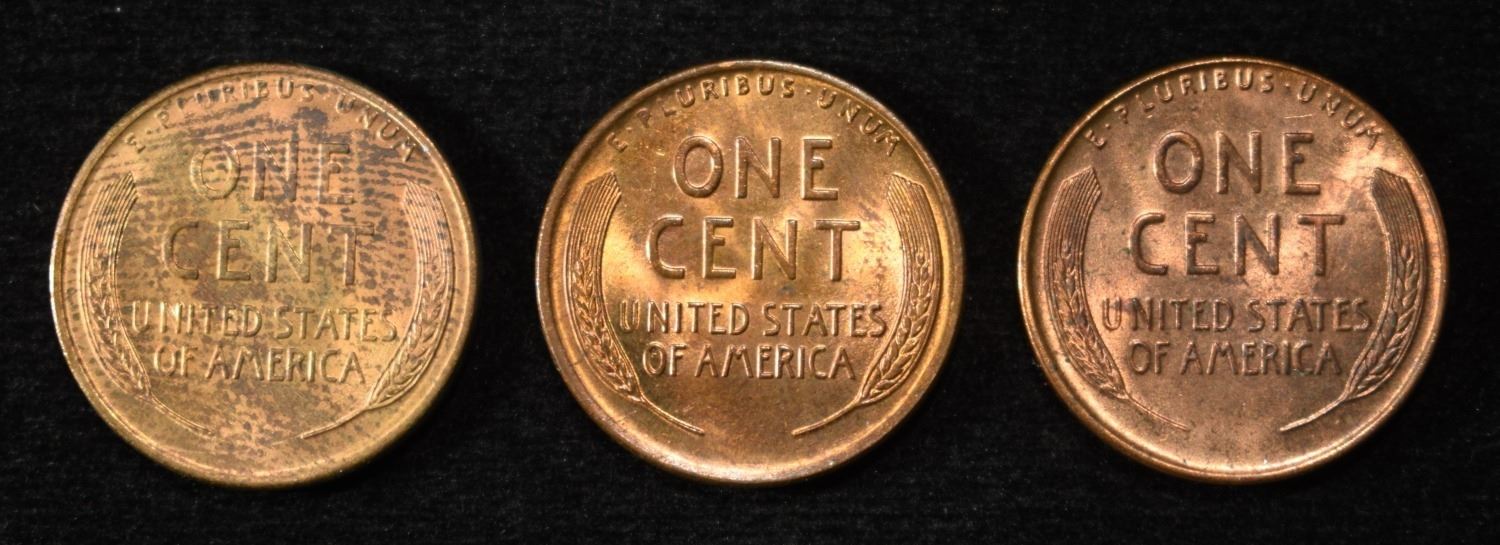 E·PLURIBUS·UNUM
ONE
CENT
UNITED STATES
OF AMERICA
E·PLURIBUS·UNUM
ONE
CENT
UNITED STATES
OF AMERICA
E·PLURIBUS·UNUM
ONE
CENT
UNITED STATES
OF AMERICA